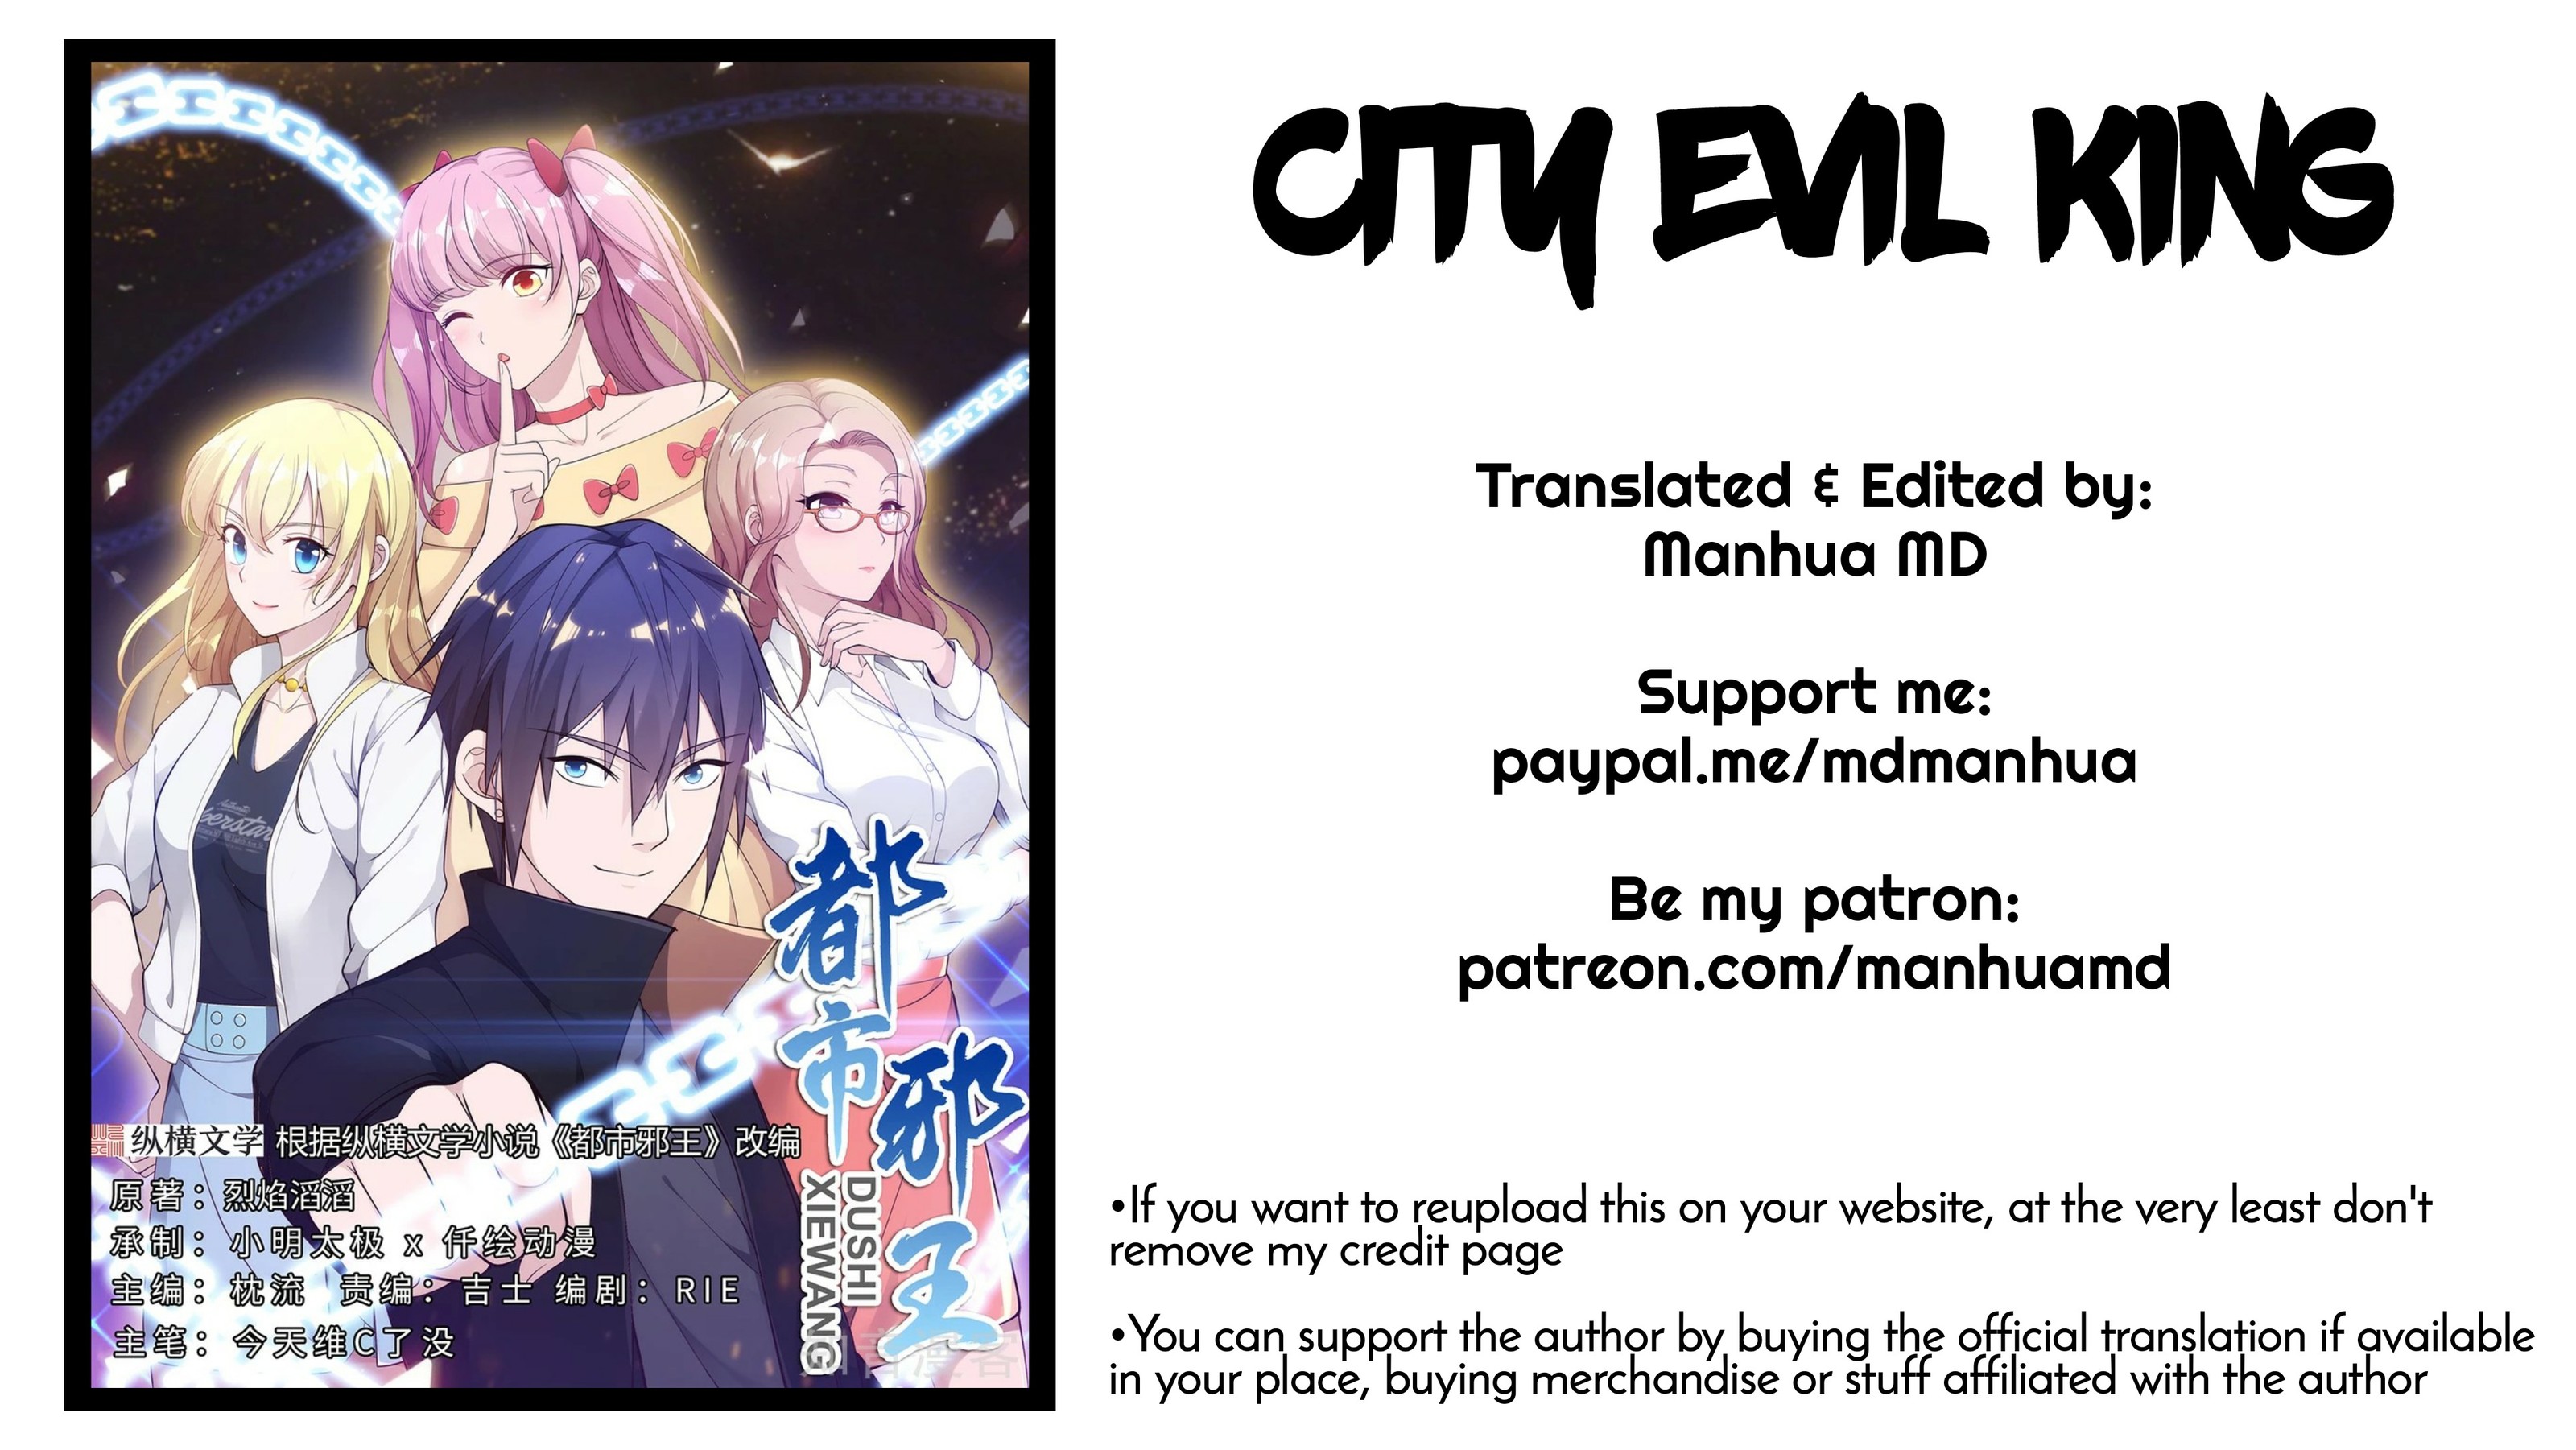 CITY EVIL KING
Translated & Edited by:
Manhua MD
Support me:
paypal.me/mdmanhua
Be my patron:
patreon.com/manhuamd
•If you want to reupload this on your website, at the very least don't
remove my credit page
•You can support the author by buying the official translation if available
in your place, buying merchandise or stuff affiliated with the author
都市邪王
DUSHI
XIEWANG
纵横文学 根据纵横文学小说《都市邪王》改编
原著：烈焰滔滔
承制：小明太极 x 仟绘动漫
主编：枕流 责编：吉士 编剧：RIE
主笔：今天维C了没
知音漫客